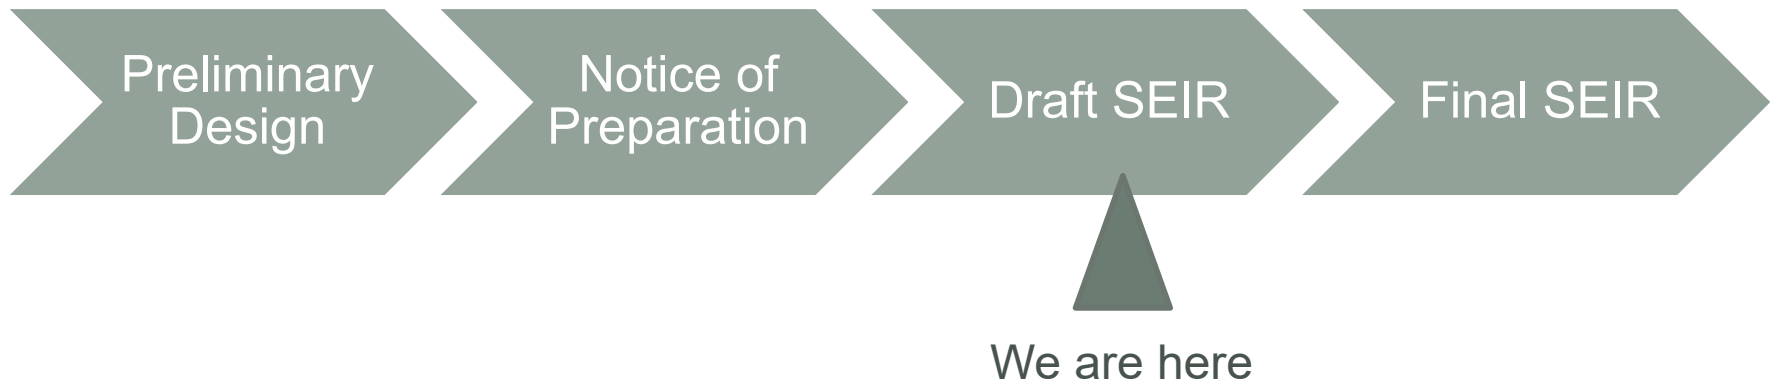 Preliminary
Design
Notice of
Preparation
Draft SEIR
Final SEIR
We are here